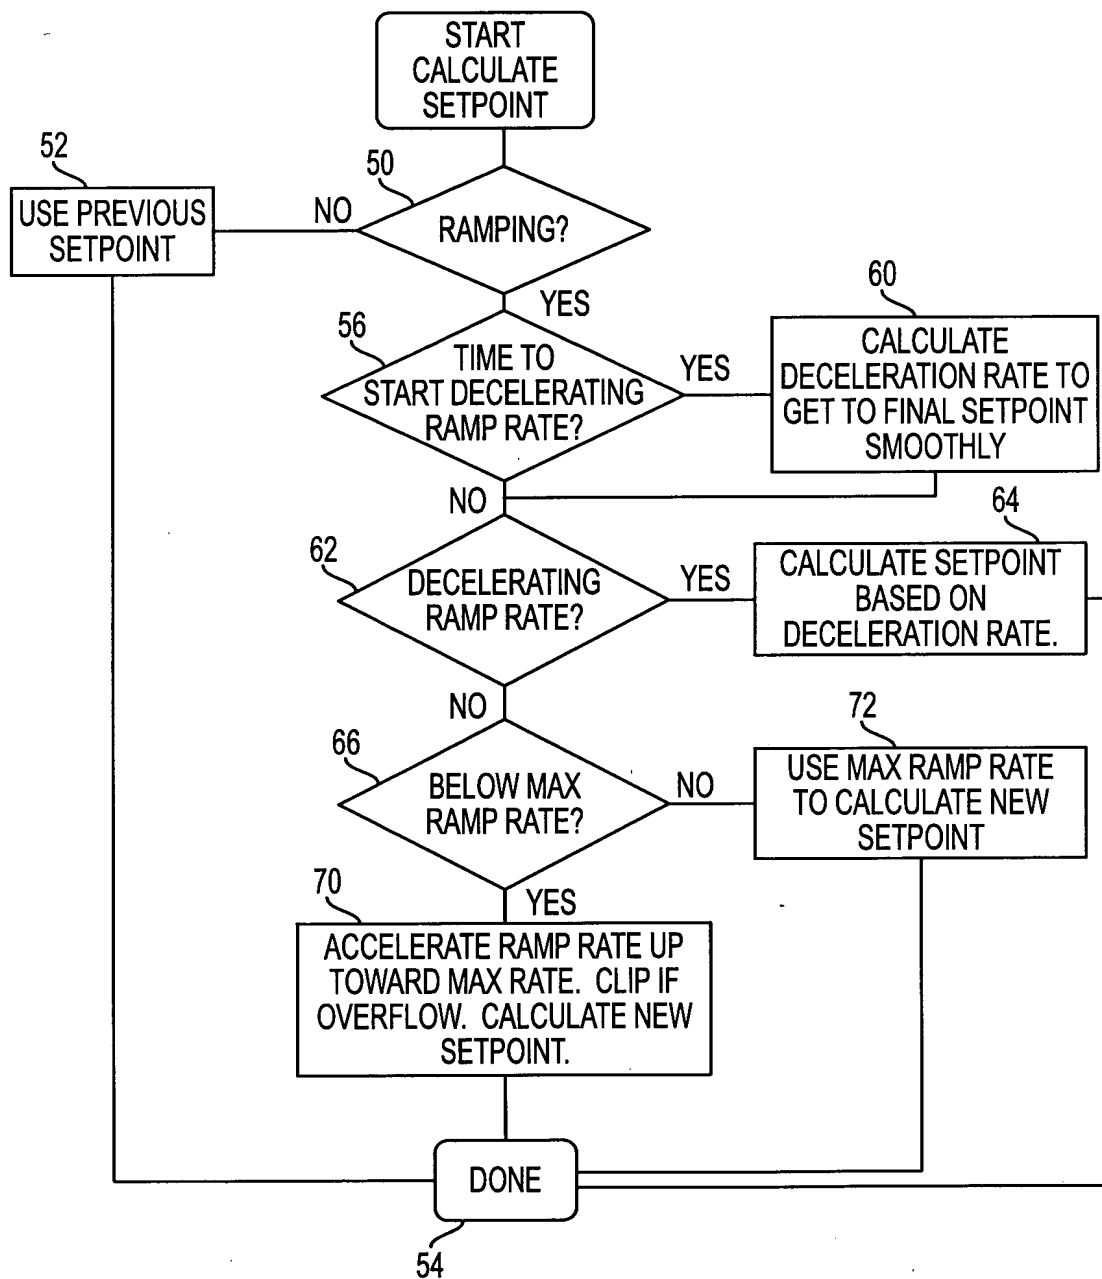 START
CALCULATE
SETPOINT
52
50
USE PREVIOUS
SETPOINT
NO
RAMPING?
YES
60
56
TIME TO
START DECELERATING
RAMP RATE?
YES
CALCULATE
DECELERATION RATE TO
GET TO FINAL SETPOINT
SMOOTHLY
NO
64
62
DECELERATING
RAMP RATE?
YES
CALCULATE SETPOINT
BASED ON
DECELERATION RATE.
NO
72
66
BELOW MAX
RAMP RATE?
NO
USE MAX RAMP RATE
TO CALCULATE NEW
SETPOINT
70
YES
ACCELERATE RAMP RATE UP
TOWARD MAX RATE. CLIP IF
OVERFLOW. CALCULATE NEW
SETPOINT.
DONE
54